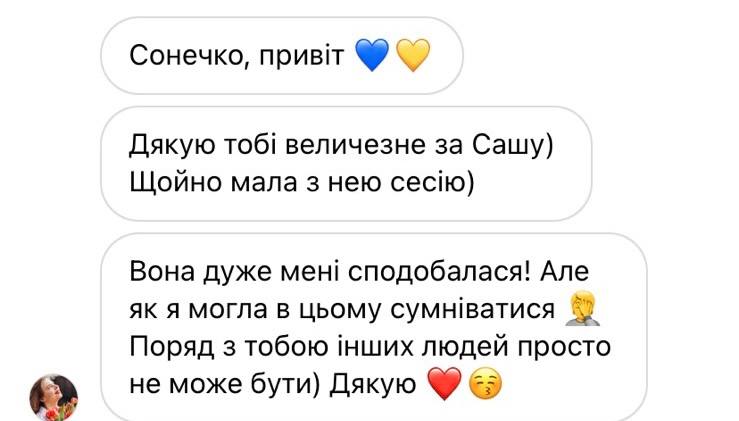 Сонечко, привіт 💙💛
Дякую тобі величезне за Сашу)
Щойно мала з нею сесію)
Вона дуже мені сподобалася! Але
як я могла в цьому сумніватися 🤦
Поряд з тобою інших людей просто
не може бути) Дякую ❤️😚